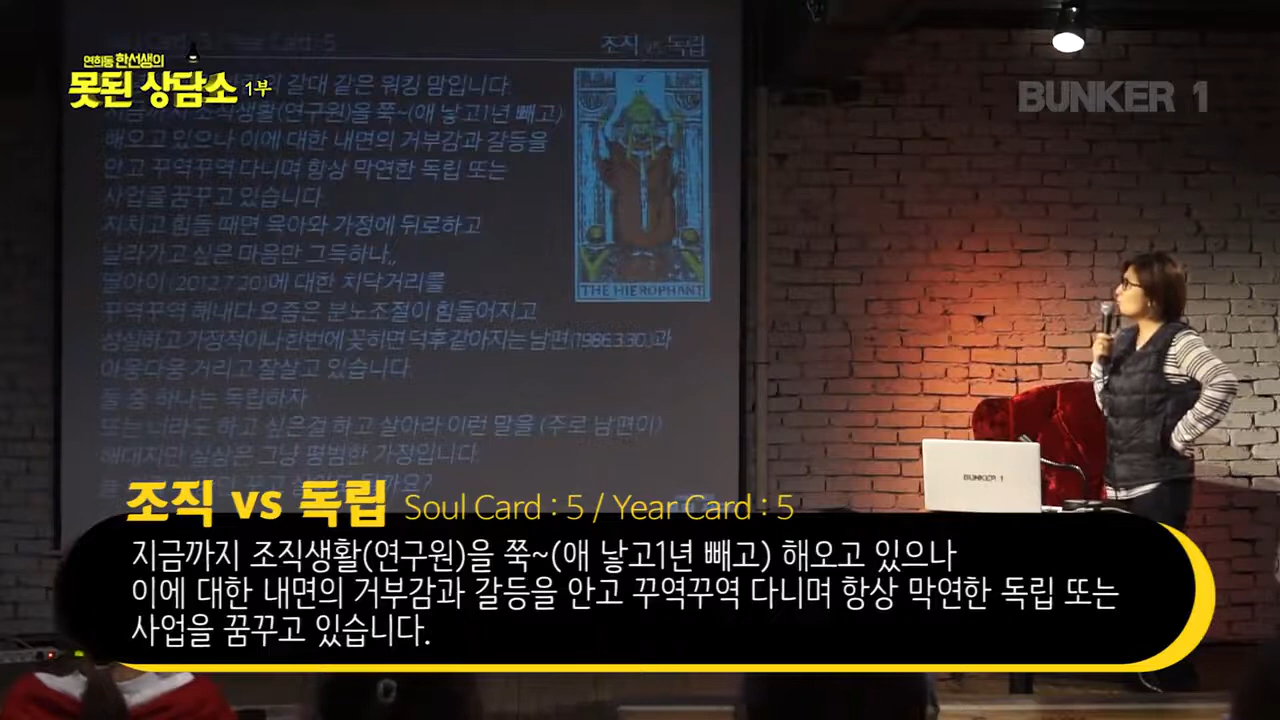 연희동 한선생의
못된 상담소 1부
BUNKER 1
Card : 5
조직 vs 독립
갈대 같은 워킹 맘입니다.
지금까지 조직생활(연구원)을 쭉~(애 낳고1년 빼고)
해오고 있으나 이에 대한 내면의 거부감과 갈등을
안고 꾸역꾸역 다니며 항상 막연한 독립 또는
사업을 꿈꾸고 있습니다.
지치고 힘들 때면 육아와 가정에 뒤로하고
날라가고 싶은 마음만 그득하나,,
딸아이 (2012.7.20)에 대한 치닥거리를
꾸역꾸역 해내다 요즘은 분노조절이 힘들어지고
성실하고 가정적이나 한번에 꽂히면 덕후 같아지는 남편(1986.3.30.)과
아옹다옹 거리고 잘살고 있습니다.
둘 중 하나는 독립하자
또는 너라도 하고 싶은걸 하고 살아라 이런 말을 (주로 남편이)
해대지만 실상은 그냥 평범한 가정입니다.
THE HIEROPHANT
BUNKER 1
조직 vs 독립 Soul Card : 5 / Year Card : 5
지금까지 조직생활(연구원)을 쭉~(애 낳고1년 빼고) 해오고 있으나
이에 대한 내면의 거부감과 갈등을 안고 꾸역꾸역 다니며 항상 막연한 독립 또는
사업을 꿈꾸고 있습니다.